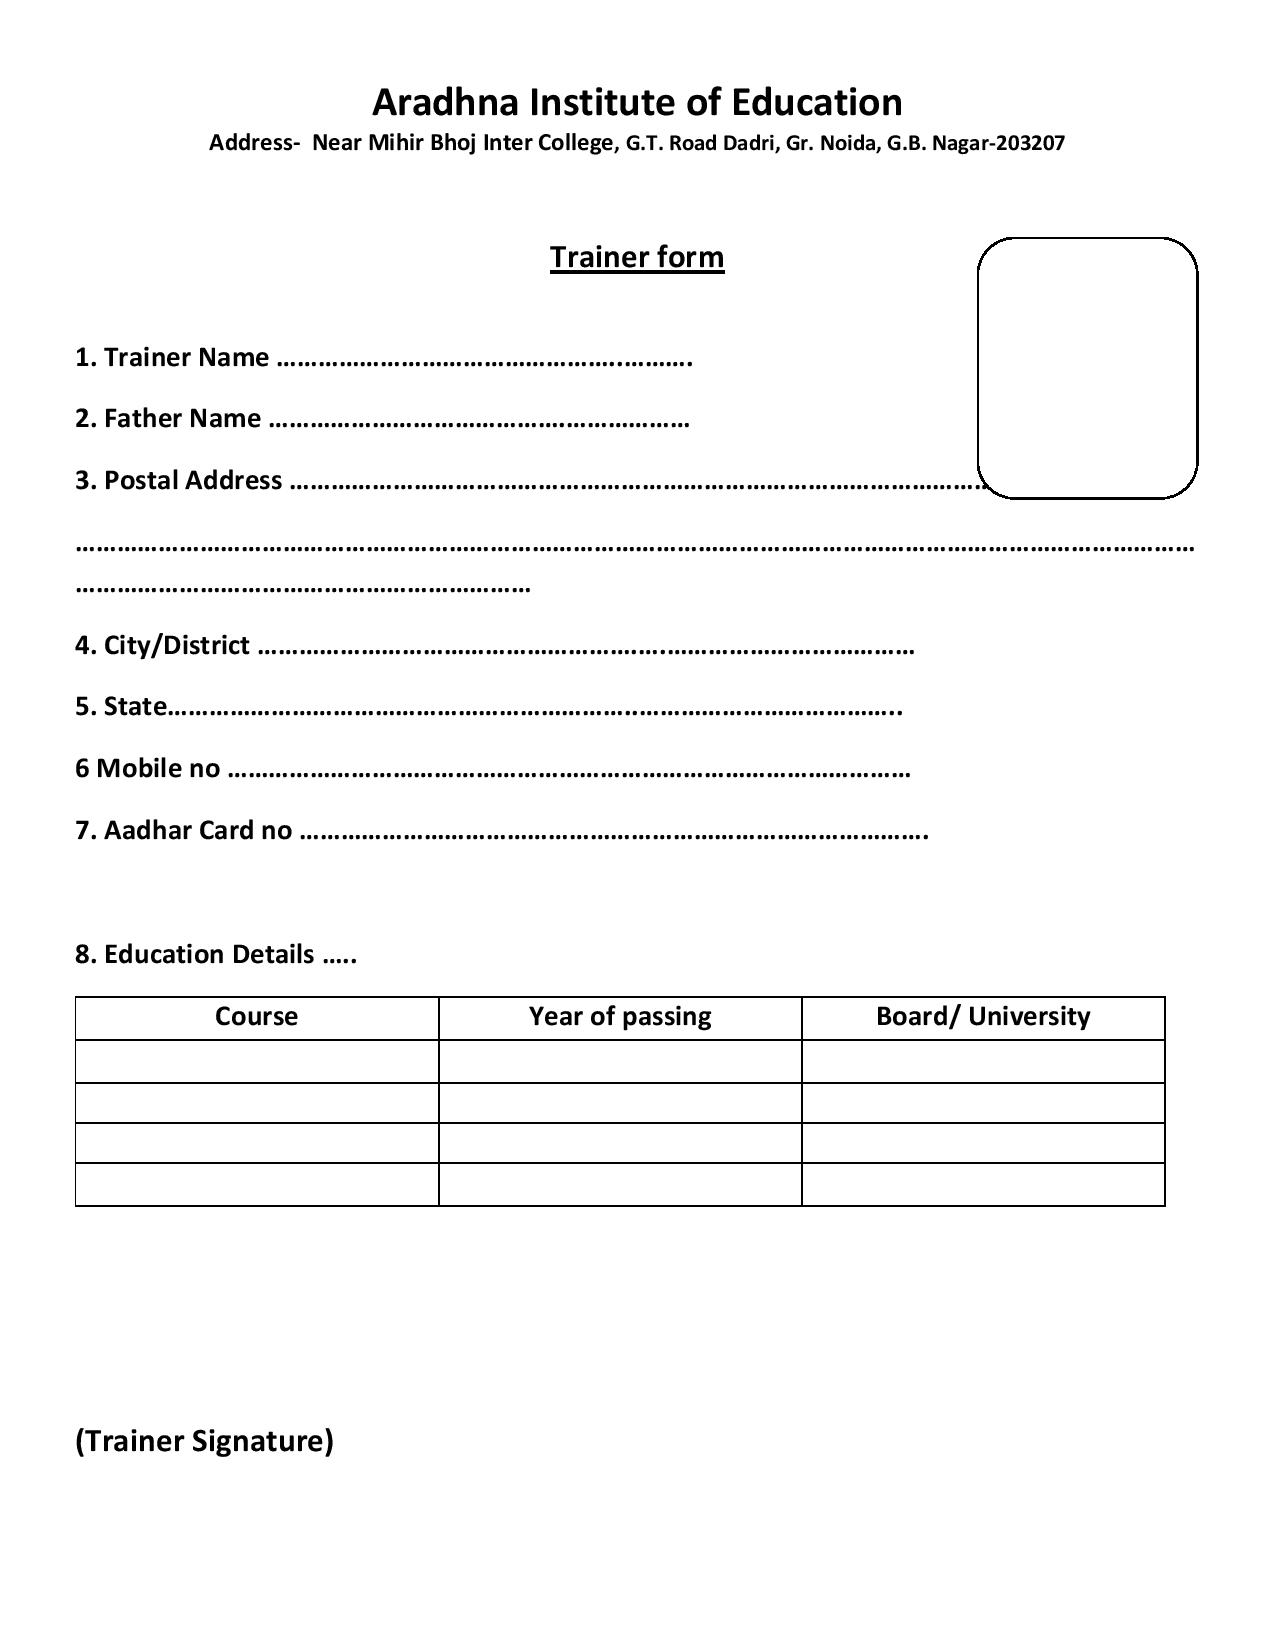 Aradhna Institute of Education
Address-  Near Mihir Bhoj Inter College, G.T. Road Dadri, Gr. Noida, G.B. Nagar-203207
Trainer form
1. Trainer Name …………………………………………..……….
2. Father Name …………………………………….………………
3. Postal Address ………………………………………………………………………………………..
………………………………………………………………………………………………………………………………………………
…………………………………………………………
4. City/District ……………………………………………….….………………………………
5. State…………………………………………………………..………………………………..
6 Mobile no ………………………………………………………………………………………
7. Aadhar Card no ……………………………………………………………………………….
8. Education Details …..
Course Year of passing Board/ University
(Trainer Signature)